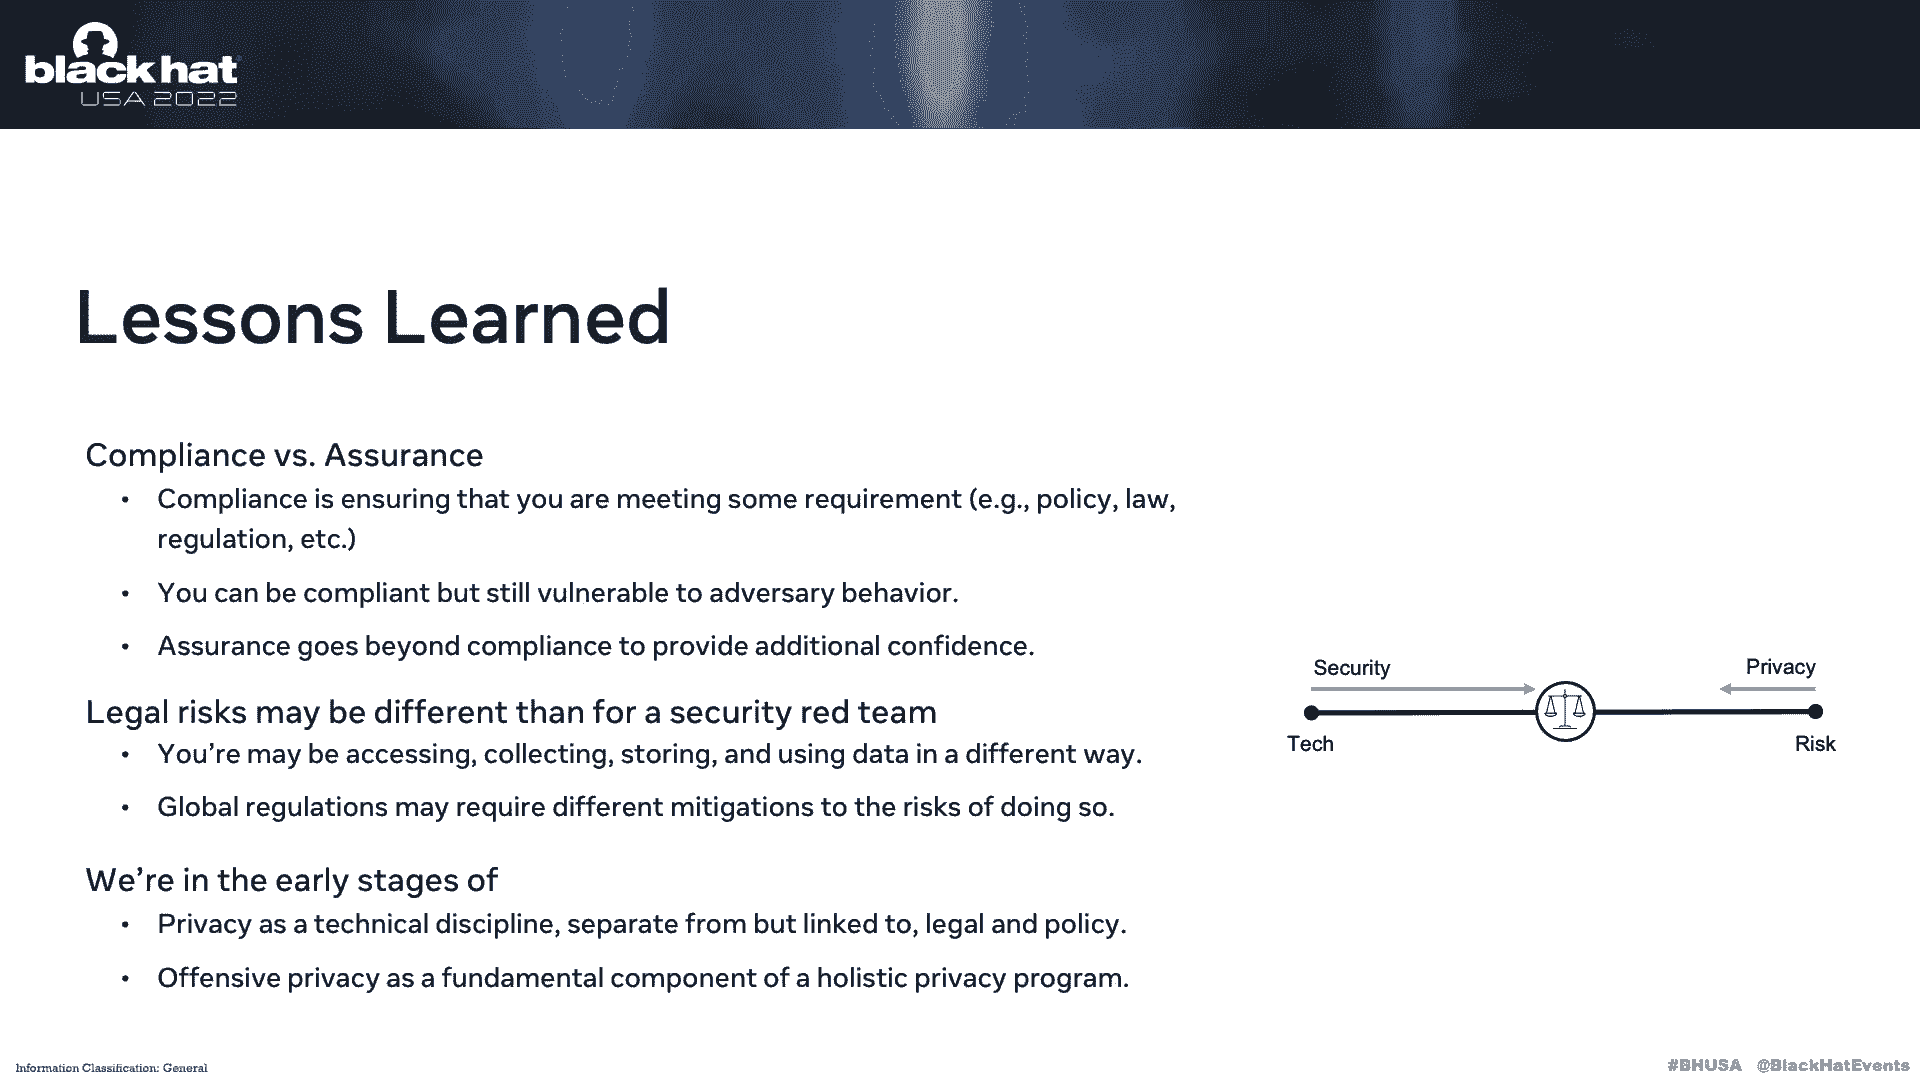 black hat
USA 2022
Lessons Learned
Compliance vs. Assurance
• Compliance is ensuring that you are meeting some requirement (e.g., policy, law,
regulation, etc.)
• You can be compliant but still vulnerable to adversary behavior.
• Assurance goes beyond compliance to provide additional confidence.
Legal risks may be different than for a security red team
• You’re may be accessing, collecting, storing, and using data in a different way.
• Global regulations may require different mitigations to the risks of doing so.
We’re in the early stages of
• Privacy as a technical discipline, separate from but linked to, legal and policy.
• Offensive privacy as a fundamental component of a holistic privacy program.
Security
Privacy
Tech
Risk
Information Classification: General
#BHUSA @BlackHatEvents